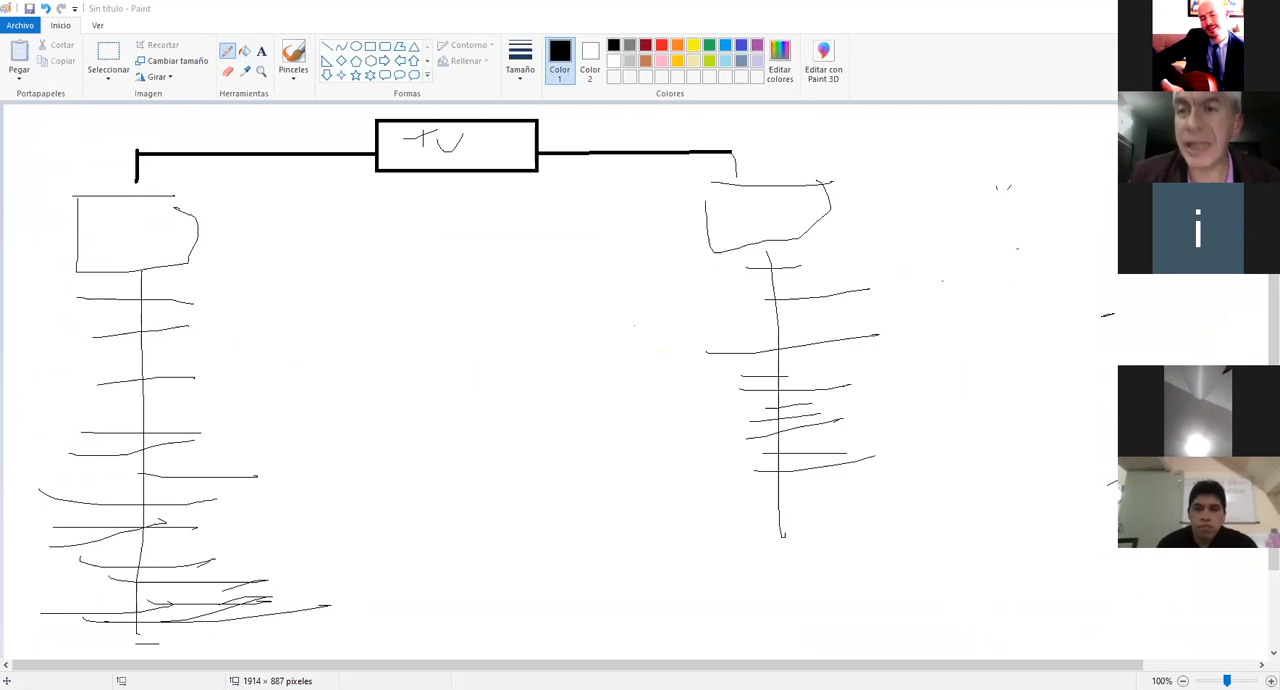 Sin título - Paint
Archivo Inicio Ver
Pegar
Cortar
Copiar
Portapapeles
Seleccionar
Recortar
Cambiar tamaño
Girar
Imagen
Herramientas
Pinceles
Contorno
Rellenar
Formas
Tamaño
Color 1
Color 2
Editar colores
Colores
Editar con Paint 3D
TU
i
1914 × 887 píxeles
100%